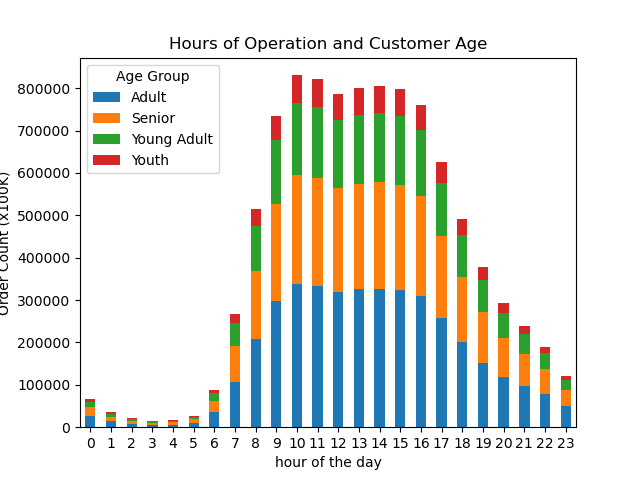 Hours of Operation and Customer Age
Age Group
Adult
Senior
Young Adult
Youth
800000
700000
600000
500000
400000
300000
200000
100000
0
Order Count (x100K)
0 1 2 3 4 5 6 7 8 9 10 11 12 13 14 15 16 17 18 19 20 21 22 23
hour of the day